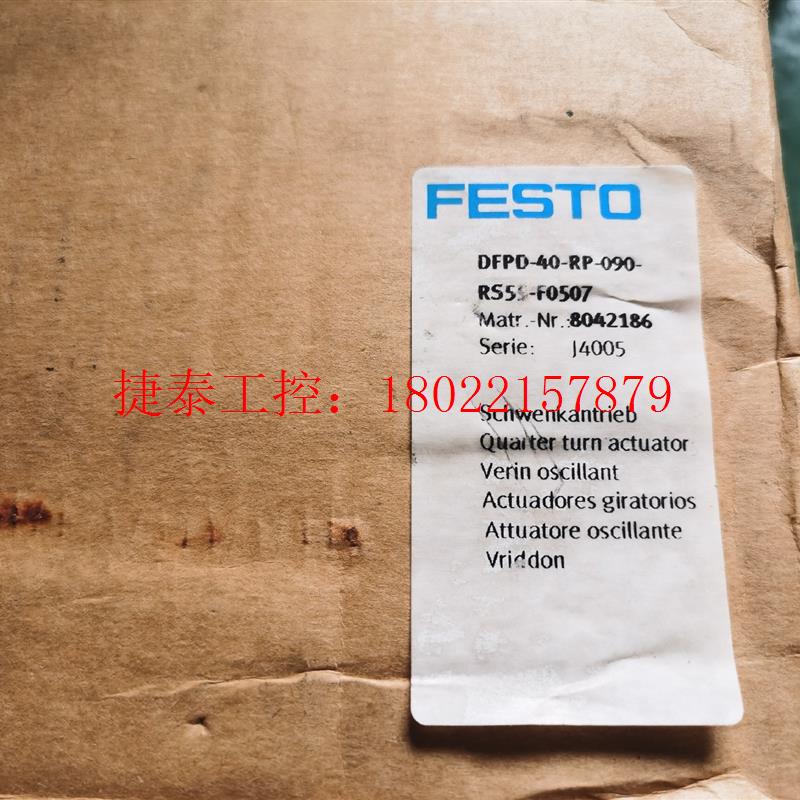 FESTO
DFPD-40-RP-090-
-F0507
Matr.-Nr.:8042186
Serie: J4005
捷泰工控：18022157879
Schwenkantrieb
Quarter turn actuator
Verin oscillant
Actuadores giratorios
Attuatore oscillante
Vriddon